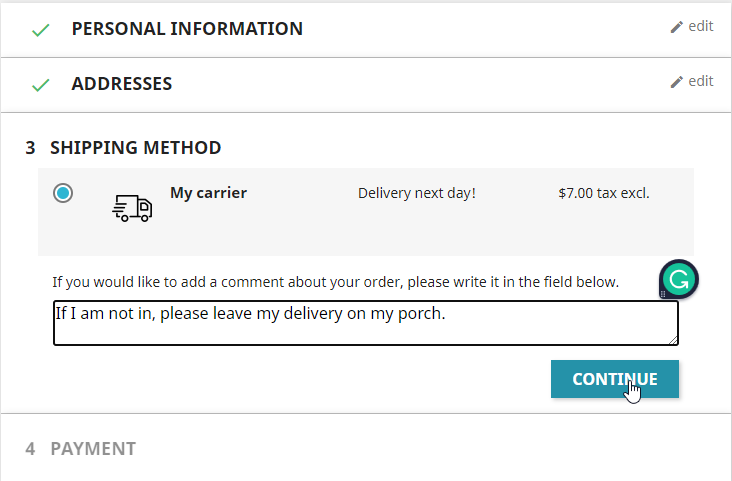 PERSONAL INFORMATION
edit
ADDRESSES
edit
3 SHIPPING METHOD
My carrier
Delivery next day!
$7.00 tax excl.
If you would like to add a comment about your order, please write it in the field below.
If I am not in, please leave my delivery on my porch.
CONTINUE
4 PAYMENT